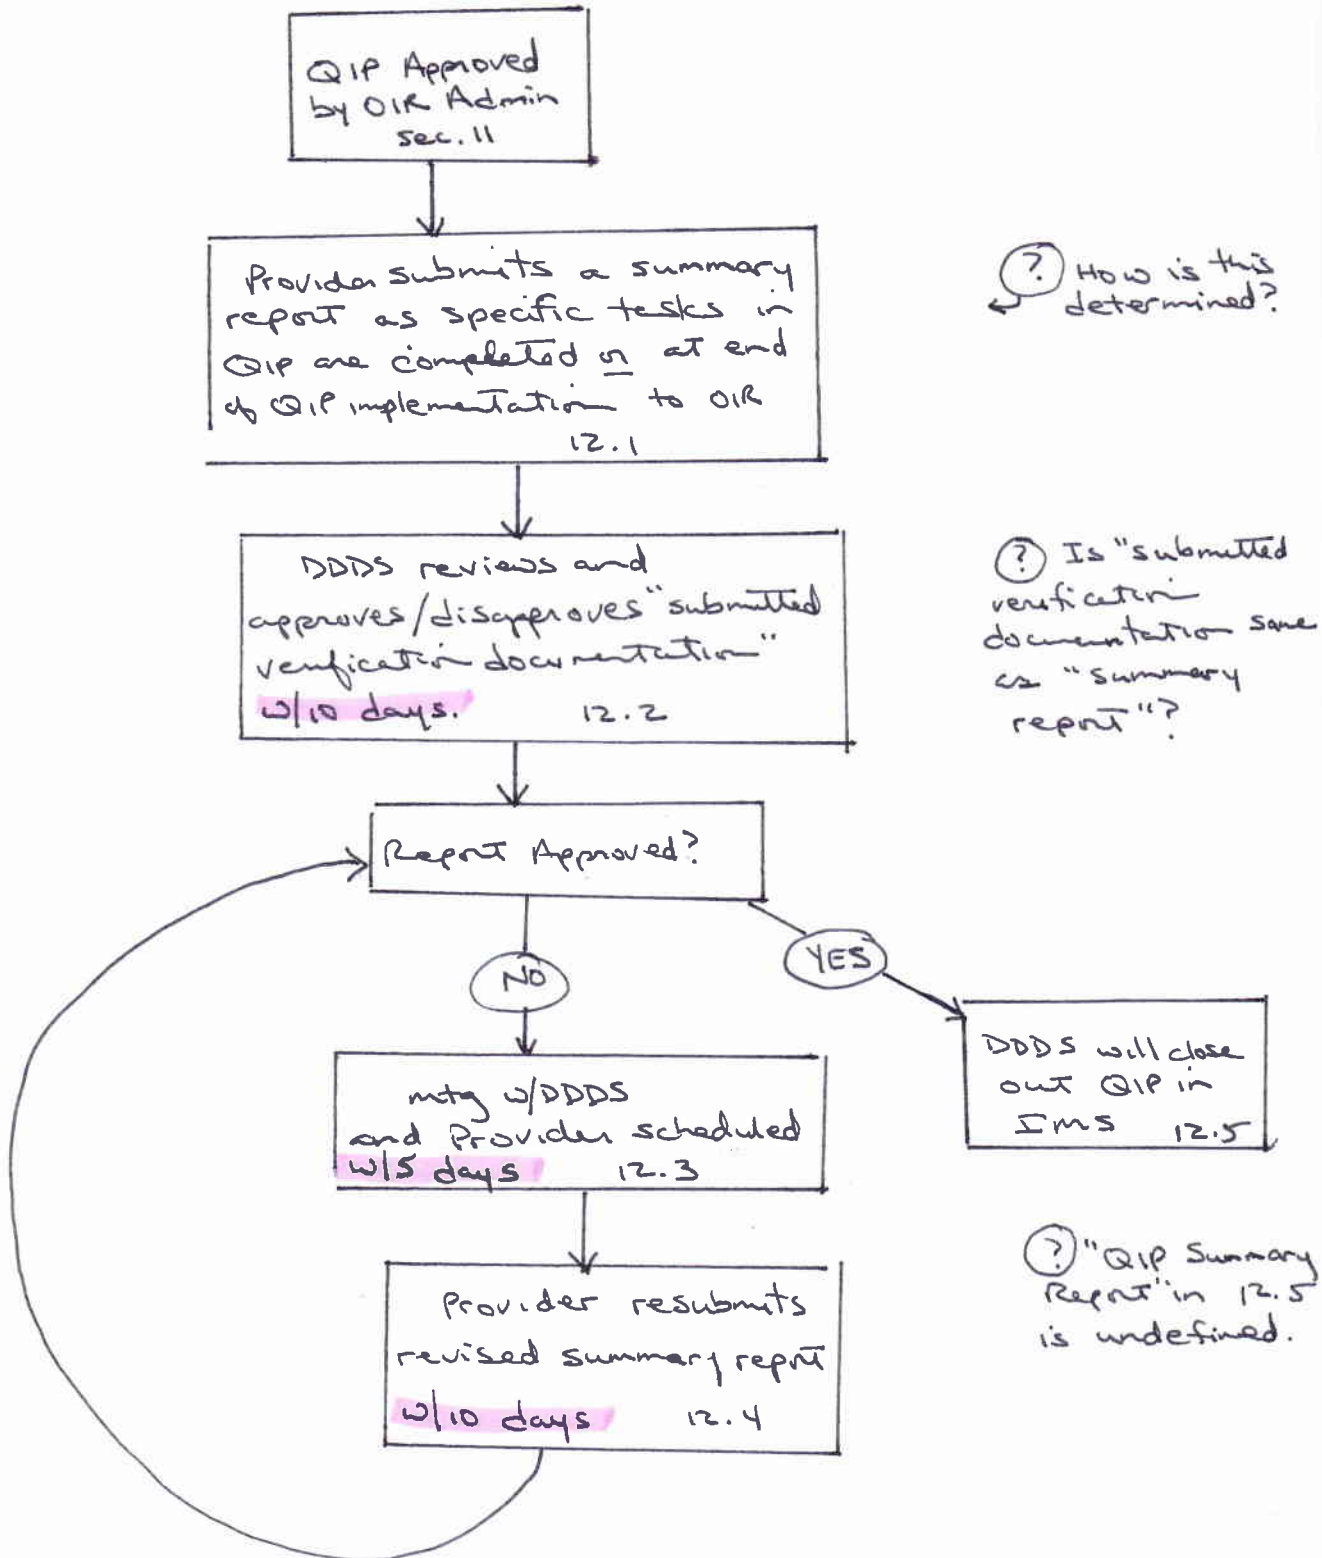 QIP Approved
by OIR Admin
sec. 11
Provider submits a summary
report as specific tasks in
QIP are completed or at end
of QIP implementation to OIR
12.1
? How is this
determined?
DDDS reviews and
approves/disapproves "submitted
verification documentation"
w/10 days. 12.2
? Is "submitted
verification
documentation same
as "summary
report"?
Report Approved?
NO
YES
mtg w/DDDS
and Provider scheduled
w/5 days 12.3
DDDS will close
out QIP in
IMS 12.5
Provider resubmits
revised summary report
w/10 days 12.4
? "QIP Summary
Report" in 12.5
is undefined.